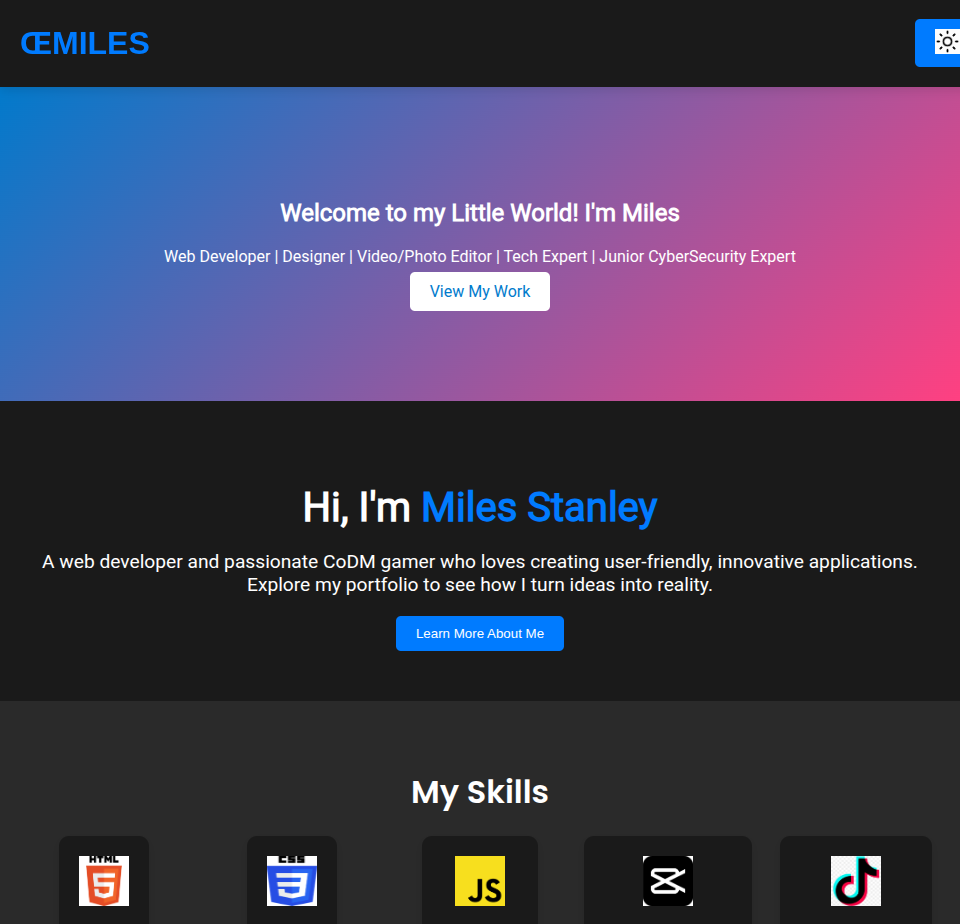 ŒMILES
Welcome to my Little World! I'm Miles
Web Developer | Designer | Video/Photo Editor | Tech Expert | Junior CyberSecurity Expert
View My Work
Hi, I'm Miles Stanley
A web developer and passionate CoDM gamer who loves creating user-friendly, innovative applications.
Explore my portfolio to see how I turn ideas into reality.
Learn More About Me
My Skills
HTML
5
CSS
3
JS